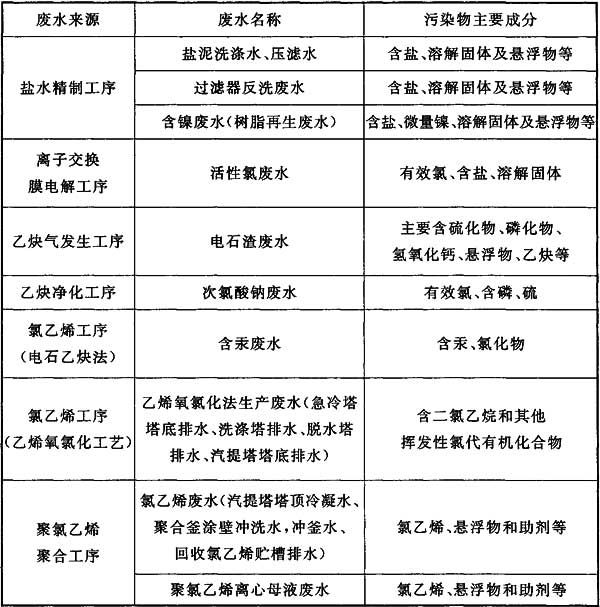 废水来源
废水名称
污染物主要成分
盐水精制工序
盐泥洗涤水、压滤水
含盐、溶解固体及悬浮物等
过滤器反洗废水
含盐、溶解固体及悬浮物等
含镍废水(树脂再生废水)
含盐、微量镍、溶解固体及悬浮物等
离子交换
膜电解工序
活性氯废水
有效氯、含盐、溶解固体
乙炔气发生工序
电石渣废水
主要含硫化物、磷化物、
氢氧化钙、悬浮物、乙炔等
乙炔净化工序
次氯酸钠废水
有效氯、含磷、硫
氯乙烯工序
(电石乙炔法)
含汞废水
含汞、氯化物
氯乙烯工序
(乙烯氧氯化工艺)
乙烯氧氯化法生产废水(急冷塔
塔底排水、洗涤塔排水、脱水塔
排水、汽提塔塔底排水)
含二氯乙烷和其他
挥发性氯代有机化合物
聚氯乙烯
聚合工序
氯乙烯废水(汽提塔塔顶冷凝水、
聚合釜涂壁冲洗水,冲釜水、
回收氯乙烯贮槽排水)
氯乙烯、悬浮物和助剂等
聚氯乙烯离心母液废水
氯乙烯、悬浮物和助剂等